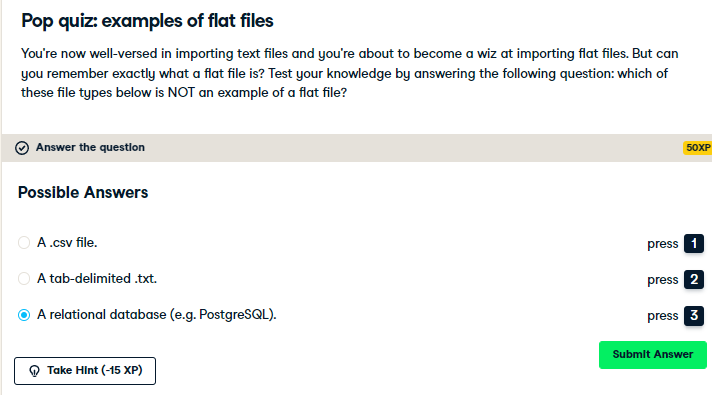 Pop quiz: examples of flat files
You're now well-versed in importing text files and you're about to become a wiz at importing flat files. But can
you remember exactly what a flat file is? Test your knowledge by answering the following question: which of
these file types below is NOT an example of a flat file?
Answer the question
50XP
Possible Answers
A .csv file.
press 1
A tab-delimited .txt.
press 2
A relational database (e.g. PostgreSQL).
press 3
Submit Answer
Take Hint (-15 XP)